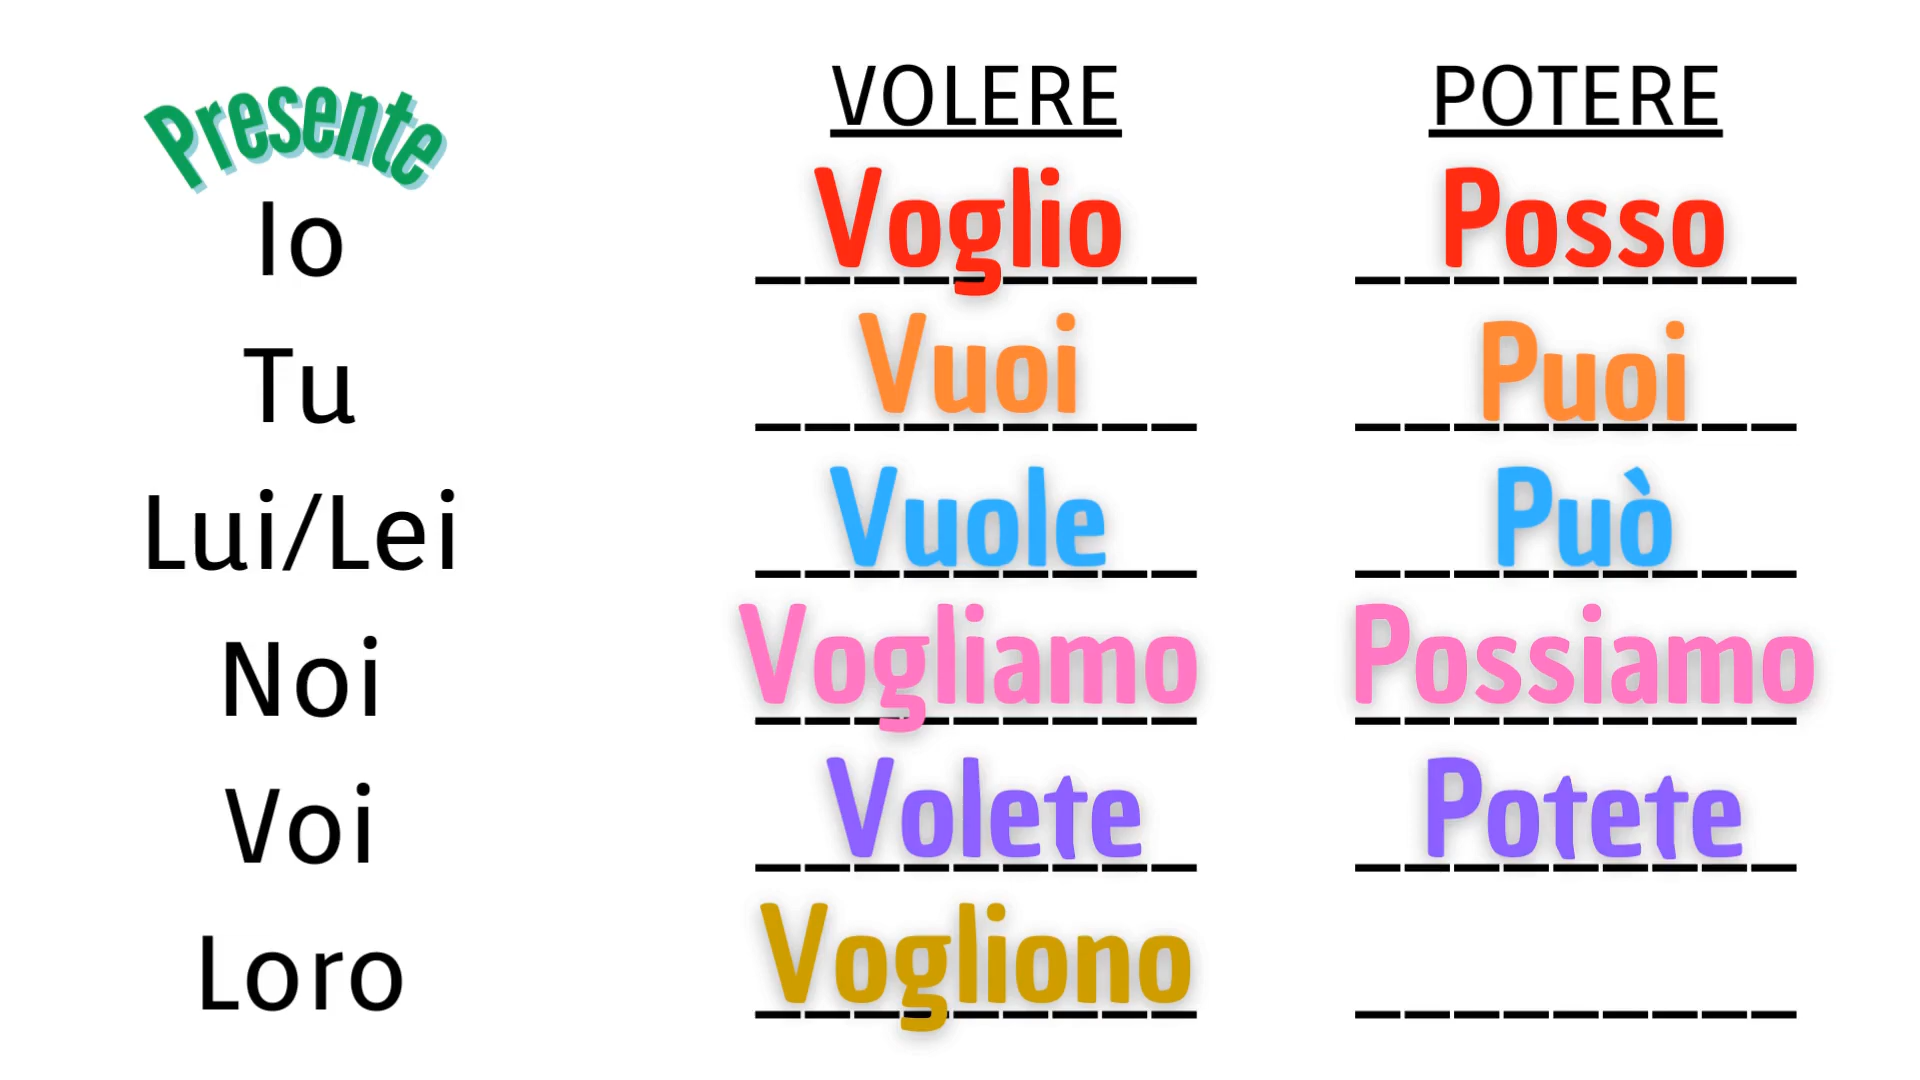 Presente VOLERE POTERE
Io Voglio Posso
Tu Vuoi Puoi
Lui/Lei Vuole Può
Noi Vogliamo Possiamo
Voi Volete Potete
Loro Vogliono